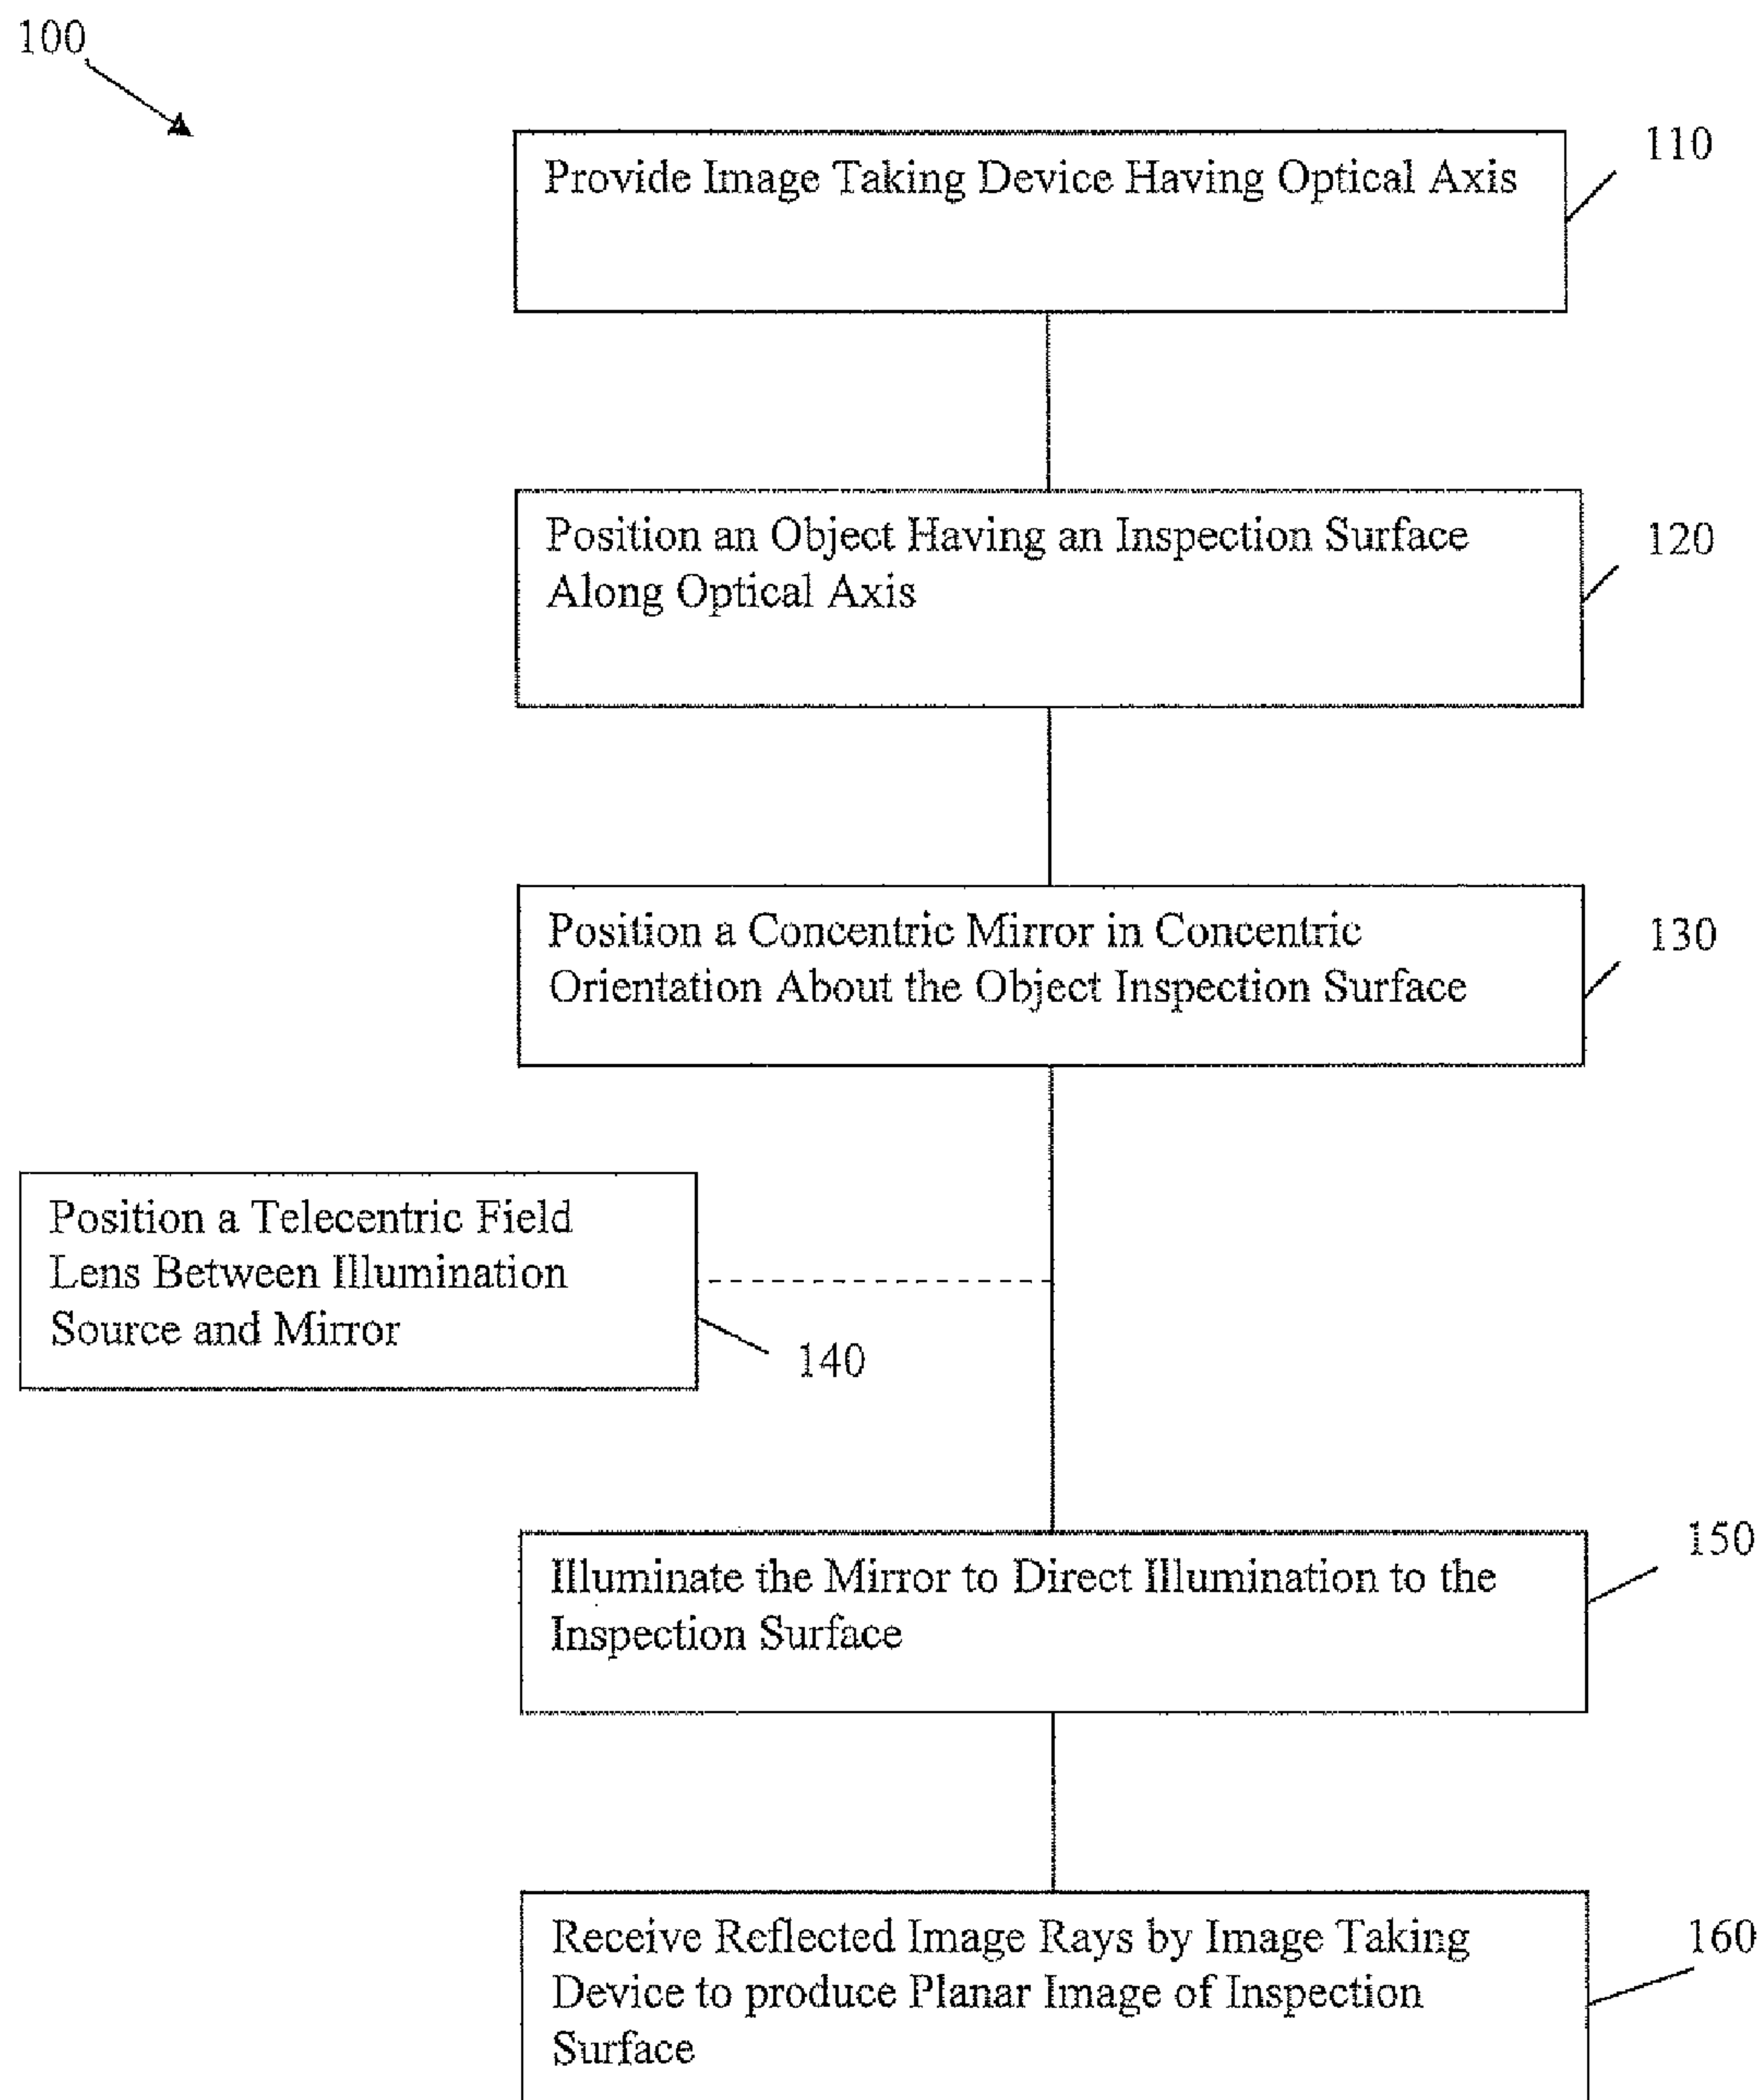 100
110
Provide Image Taking Device Having Optical Axis
120
Position an Object Having an Inspection Surface
Along Optical Axis
130
Position a Concentric Mirror in Concentric
Orientation About the Object Inspection Surface
Position a Telecentric Field
Lens Between Illumination
Source and Mirror
140
150
Illuminate the Mirror to Direct Illumination to the
Inspection Surface
160
Receive Reflected Image Rays by Image Taking
Device to produce Planar Image of Inspection
Surface